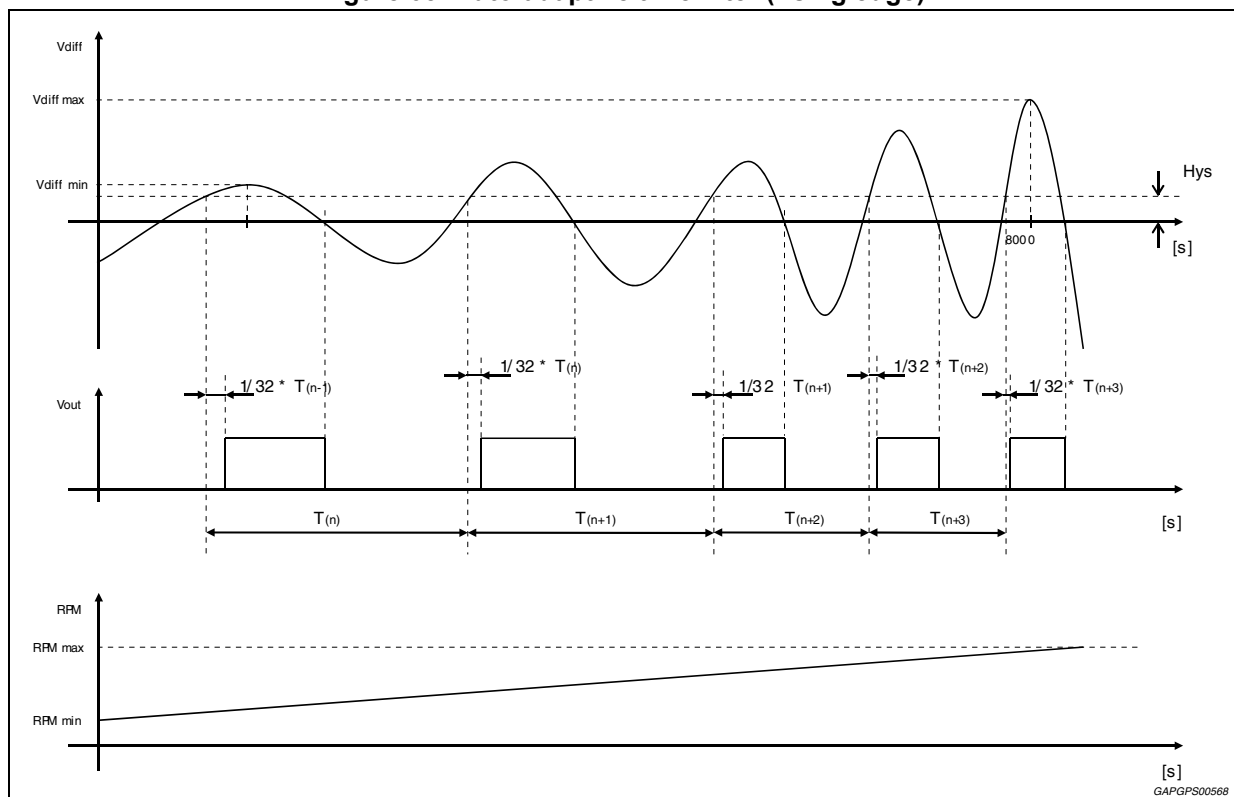 Vdiff
Vdiff max
Vdiff min
Hys
8000
[s]
1/32 * T(n-1)
1/32 * T(n)
1/32 T(n+1)
1/32 * T(n+2)
1/32 * T(n+3)
Vout
T(n)
T(n+1)
T(n+2)
T(n+3)
[s]
RPM
RPM max
RPM min
[s]
GAPGPS00568